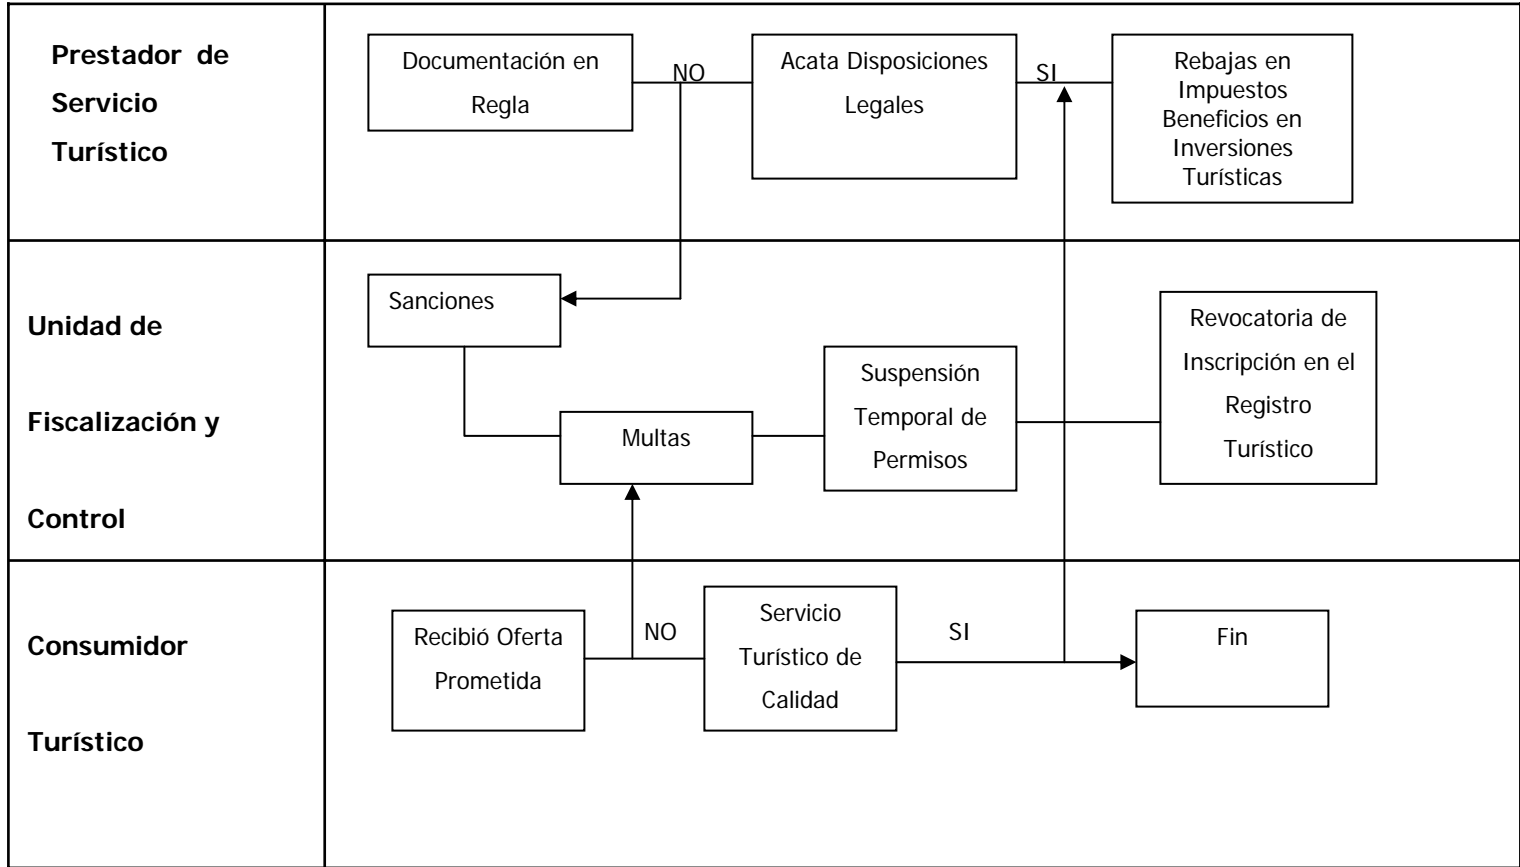 Prestador de
Servicio
Turístico
Documentación en
Regla
NO
Acata Disposiciones
Legales
SI
Rebajas en
Impuestos
Beneficios en
Inversiones
Turísticas
Unidad de
Fiscalización y
Control
Sanciones
Multas
Suspensión
Temporal de
Permisos
Revocatoria de
Inscripción en el
Registro
Turístico
Consumidor
Turístico
Recibió Oferta
Prometida
NO
Servicio
Turístico de
Calidad
SI
Fin